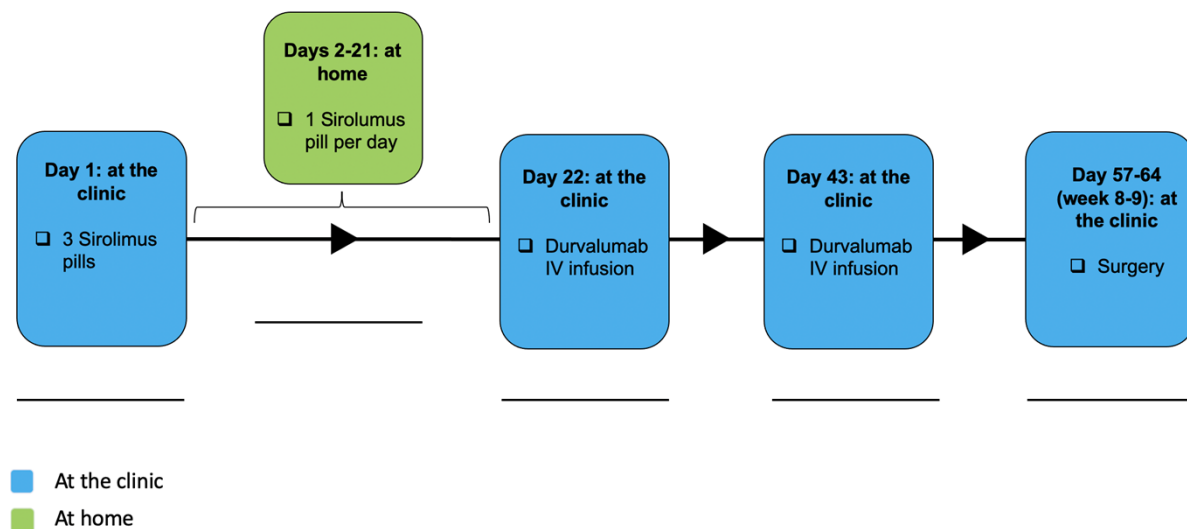 Days 2-21: at
home
❑ 1 Sirolumus
pill per day
Day 1: at the
clinic
❑ 3 Sirolimus
pills
Day 22: at the
clinic
❑ Durvalumab
IV infusion
Day 43: at the
clinic
❑ Durvalumab
IV infusion
Day 57-64
(week 8-9): at
the clinic
❑ Surgery
At the clinic
At home